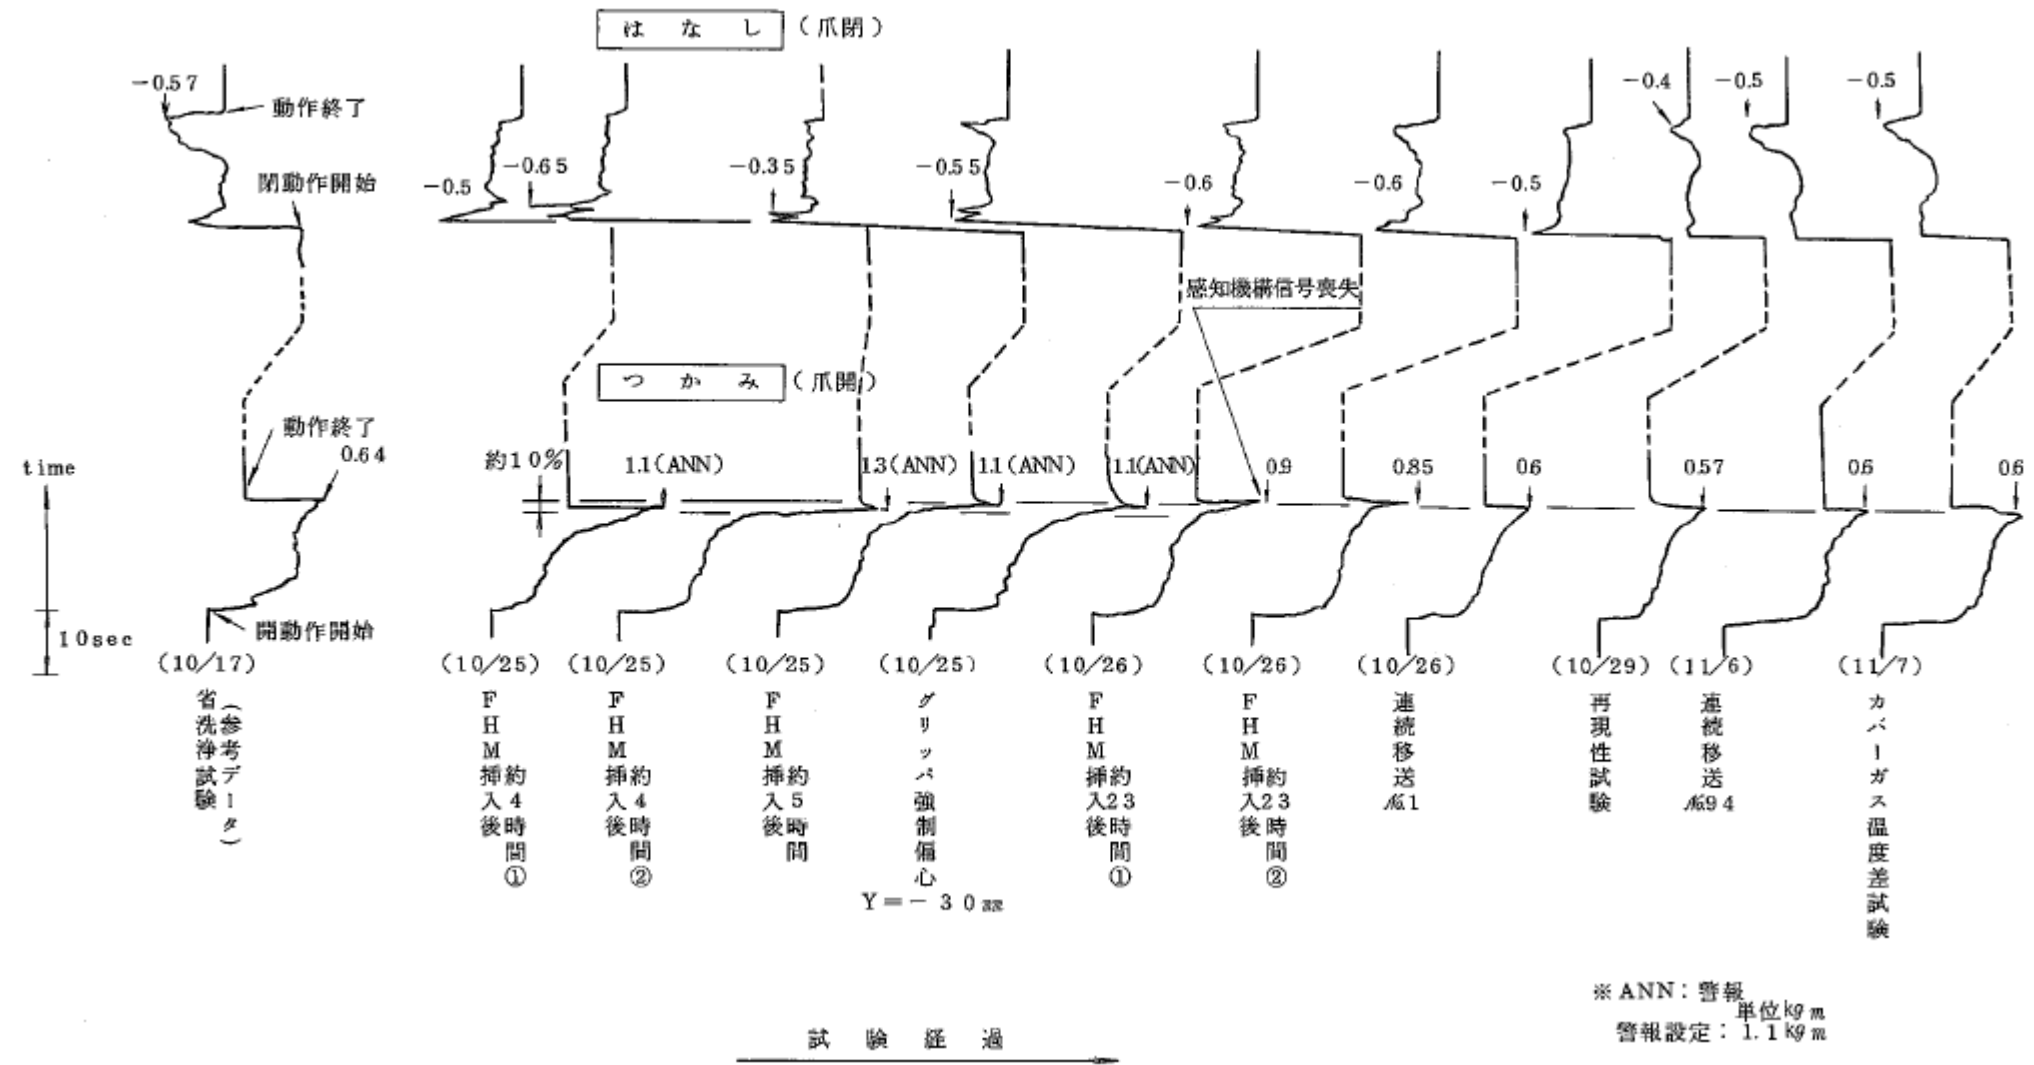 はなし（爪閉）
-0.57
動作終了
閉動作開始
-0.5
-0.65
-0.35
-0.55
-0.6
-0.6
-0.5
-0.4
-0.5
-0.5
感知機構信号喪失
つかみ（爪開）
動作終了
0.64
time
約10%
1.1(ANN)
1.3(ANN)
1.1(ANN)
1.1(ANN)
0.9
0.85
0.6
0.57
0.6
0.6
10sec
開動作開始
(10/17)
(10/25)
(10/25)
(10/25)
(10/25)
(10/26)
(10/26)
(10/26)
(10/29)
(11/6)
(11/7)
省洗浄試験
（参考データ）
FHM挿入後
約4時間①
FHM挿入後
約4時間②
FHM挿入後
約5時間
グリッパ強制偏心
Y=-30㎜
FHM挿入後
約23時間①
FHM挿入後
約23時間②
連続移送№1
再現性試験
連続移送№94
カバーガス温度差試験
※ANN：警報
単位kgm
警報設定：1.1kgm
試験経過